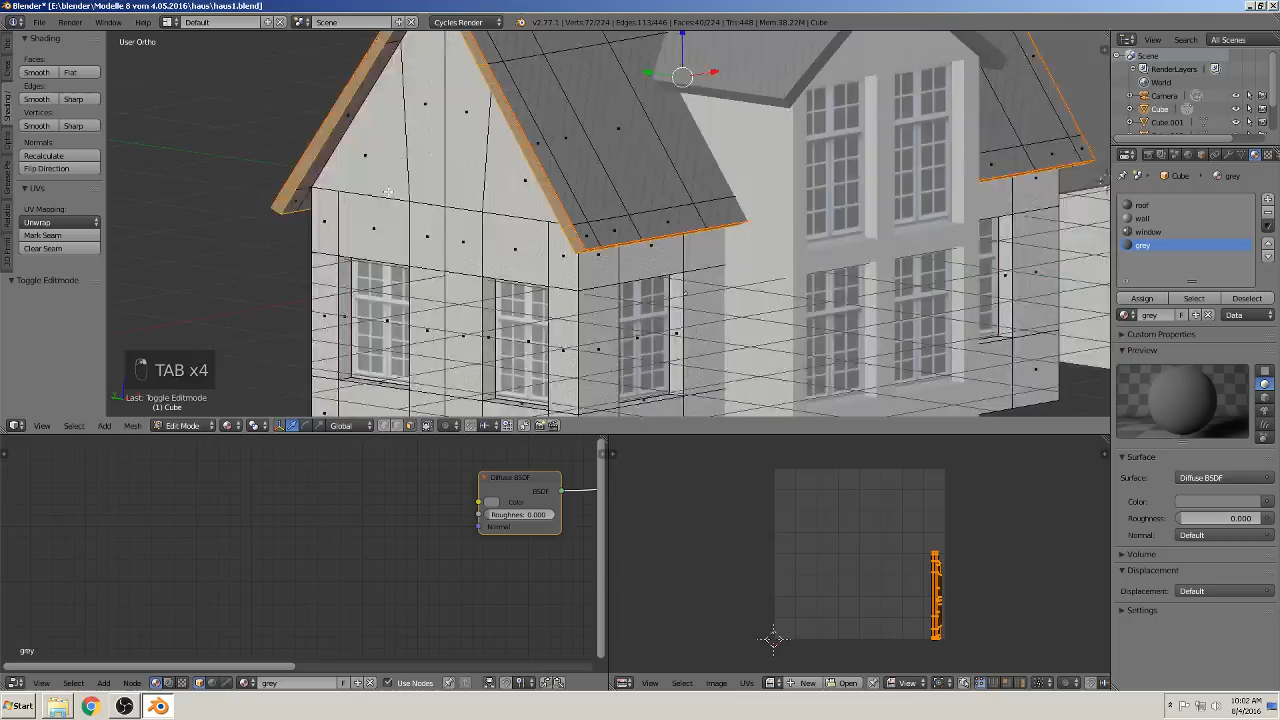 Blender* [E:\blender\Modelle 8 vom 4.05.2016\haus\haus1.blend]
File Render Window Help Default Scene Cycles Render v2.77.1 | Verts:72/224 | Edges:113/446 | Faces:40/224 | Tris:448 | Mem:38.22M | Cube
Shading
Faces:
Smooth Flat
Edges:
Smooth Sharp
Vertices:
Smooth Sharp
Normals:
Recalculate
Flip Direction
UVs
UV Mapping:
Unwrap
Mark Seam
Clear Seam
Toggle Editmode
User Ortho
TAB x4
Last: Toggle Editmode
(1) Cube
View Select Add Mesh Edit Mode Global
View Search All Scenes
Scene
RenderLayers
World
Camera
Cube
Cube.001
Cube grey
roof
wall
window
grey
Assign Select Deselect
grey F Data
Custom Properties
Preview
Surface
Surface: Diffuse BSDF
Color:
Roughness: 0.000
Normal: Default
Volume
Displacement
Displacement: Default
Settings
Diffuse BSDF
BSDF
Color
Roughness: 0.000
Normal
grey
View Select Add Node grey F Use Nodes
View Select Image UVs New Open View
Start
10:02 AM
8/4/2016